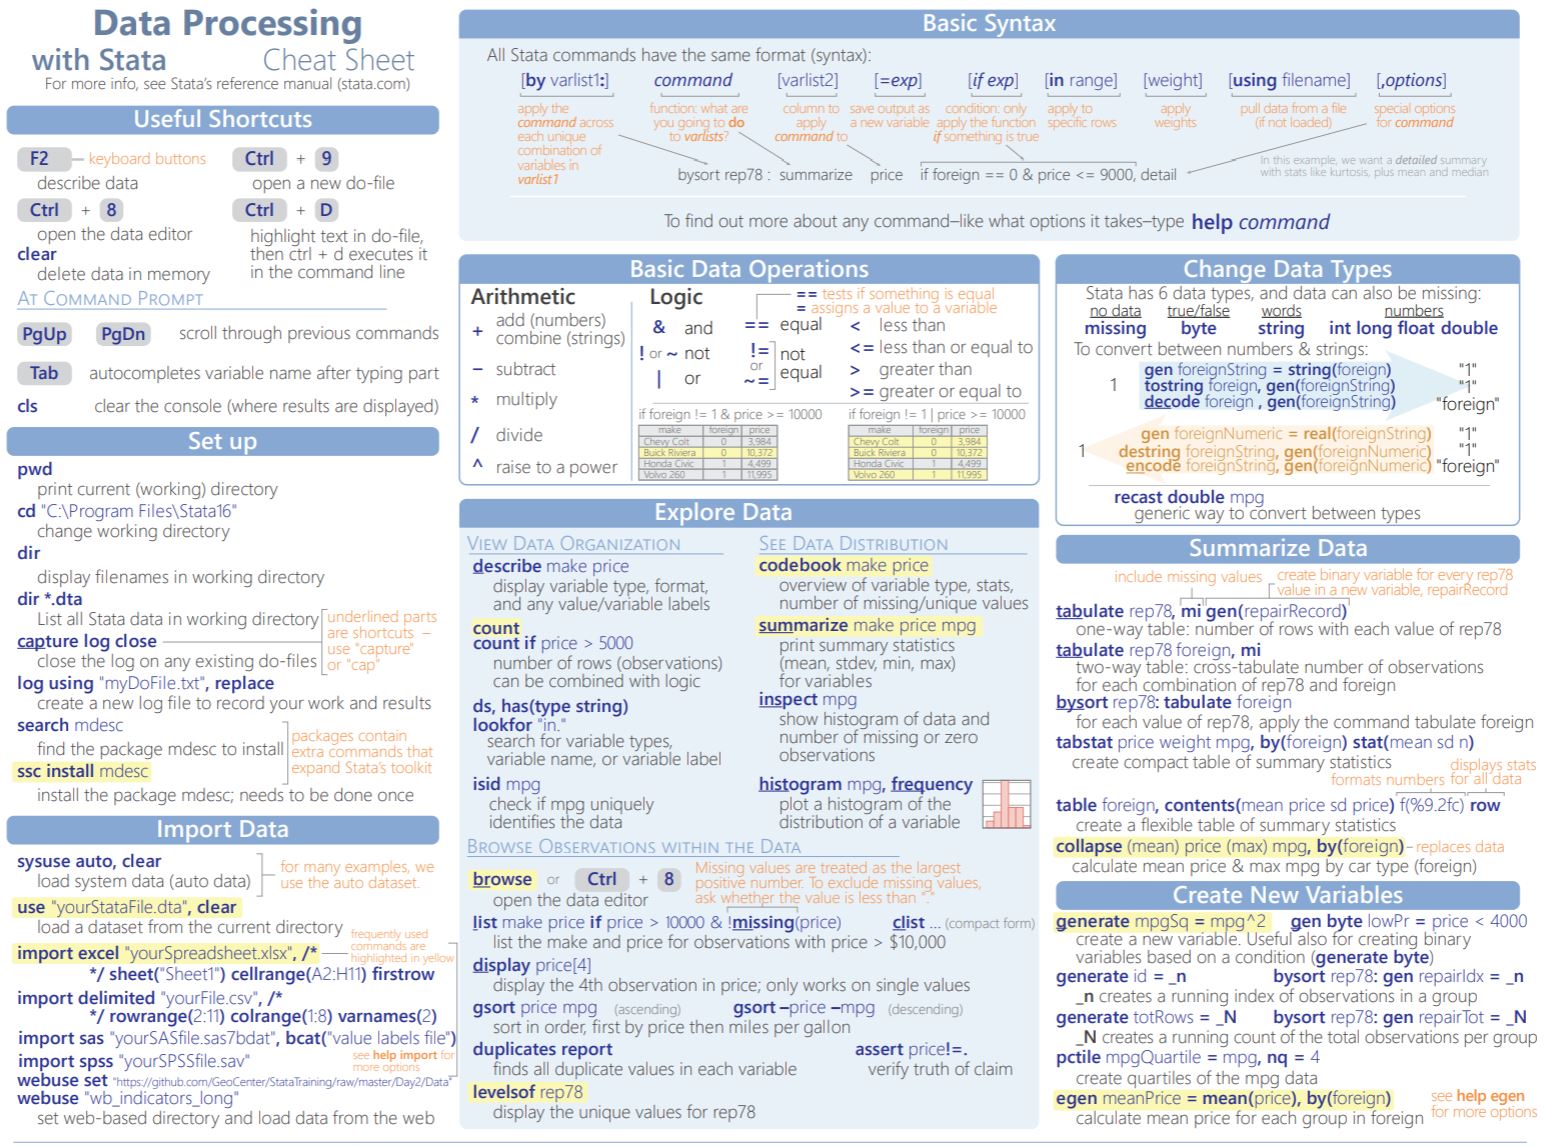 Data Processing
with Stata Cheat Sheet
For more info, see Stata's reference manual (stata.com)
Useful Shortcuts
F2 keyboard buttons
describe data
Ctrl + 9
open a new do-file
Ctrl + 8
open the data editor
Ctrl + D
highlight text in do-file,
then ctrl + d executes it
in the command line
clear
delete data in memory
AT COMMAND PROMPT
PgUp PgDn scroll through previous commands
Tab autocompletes variable name after typing part
cls clear the console (where results are displayed)
Set up
pwd
print current (working) directory
cd "C:\Program Files\Stata16"
change working directory
dir
display filenames in working directory
dir *.dta
List all Stata data in working directory
capture log close
close the log on any existing do-files
underlined parts
are shortcuts –
use "capture"
or "cap"
log using "myDoFile.txt", replace
create a new log file to record your work and results
search mdesc
find the package mdesc to install
ssc install mdesc
install the package mdesc; needs to be done once
packages contain
extra commands that
expand Stata's toolkit
Import Data
sysuse auto, clear
load system data (auto data)
for many examples, we
use the auto dataset.
use "yourStataFile.dta", clear
load a dataset from the current directory
frequently used
commands are
highlighted in yellow
import excel "yourSpreadsheet.xlsx", /*
*/ sheet("Sheet1") cellrange(A2:H11) firstrow
import delimited "yourFile.csv", /*
*/ rowrange(2:11) colrange(1:8) varnames(2)
import sas "yourSASfile.sas7bdat", bcat("value labels file")
import spss "yourSPSSfile.sav"
see help import for
more options
webuse set "https://github.com/GeoCenter/StataTraining/raw/master/Day2/Data"
webuse "wb_indicators_long"
set web-based directory and load data from the web
Basic Syntax
All Stata commands have the same format (syntax):
[by varlist1:] command [varlist2] [=exp] [if exp] [in range] [weight] [using filename] [,options]
apply the
command across
each unique
combination of
variables in
varlist1
function: what are
you going to do
to varlists?
column to
apply
command to
save output as
a new variable
condition: only
apply the function
if something is true
apply to
specific rows
apply
weights
pull data from a file
(if not loaded)
special options
for command
bysort rep78 : summarize price if foreign == 0 & price <= 9000, detail
In this example, we want a detailed summary
with stats like kurtosis, plus mean and median
To find out more about any command–like what options it takes–type help command
Basic Data Operations
Arithmetic
+ add (numbers)
combine (strings)
− subtract
* multiply
/ divide
^ raise to a power
Logic
== tests if something is equal
= assigns a value to a variable
& and
! or ~ not
| or
== equal
!= not
or equal
~=
< less than
<= less than or equal to
> greater than
>= greater or equal to
if foreign != 1 & price >= 10000
make foreign price
Chevy Colt 0 3,984
Buick Riviera 0 10,372
Honda Civic 1 4,499
Volvo 260 1 11,995
if foreign != 1 | price >= 10000
make foreign price
Chevy Colt 0 3,984
Buick Riviera 0 10,372
Honda Civic 1 4,499
Volvo 260 1 11,995
Explore Data
VIEW DATA ORGANIZATION
describe make price
display variable type, format,
and any value/variable labels
count
count if price > 5000
number of rows (observations)
can be combined with logic
ds, has(type string)
lookfor "in."
search for variable types,
variable name, or variable label
isid mpg
check if mpg uniquely
identifies the data
SEE DATA DISTRIBUTION
codebook make price
overview of variable type, stats,
number of missing/unique values
summarize make price mpg
print summary statistics
(mean, stdev, min, max)
for variables
inspect mpg
show histogram of data and
number of missing or zero
observations
histogram mpg, frequency
plot a histogram of the
distribution of a variable
BROWSE OBSERVATIONS WITHIN THE DATA
browse or Ctrl + 8
open the data editor
Missing values are treated as the largest
positive number. To exclude missing values,
ask whether the value is less than "."
list make price if price > 10000 & !missing(price) clist ... (compact form)
list the make and price for observations with price > $10,000
display price[4]
display the 4th observation in price; only works on single values
gsort price mpg (ascending) gsort –price –mpg (descending)
sort in order, first by price then miles per gallon
duplicates report
finds all duplicate values in each variable
assert price!=.
verify truth of claim
levelsof rep78
display the unique values for rep78
Change Data Types
Stata has 6 data types, and data can also be missing:
no data true/false words numbers
missing byte string int long float double
To convert between numbers & strings:
1
gen foreignString = string(foreign) "1"
tostring foreign, gen(foreignString) "1"
decode foreign , gen(foreignString) "foreign"
1
gen foreignNumeric = real(foreignString) "1"
destring foreignString, gen(foreignNumeric) "1"
encode foreignString, gen(foreignNumeric) "foreign"
recast double mpg
generic way to convert between types
Summarize Data
include missing values
create binary variable for every rep78
value in a new variable, repairRecord
tabulate rep78, mi gen(repairRecord)
one-way table: number of rows with each value of rep78
tabulate rep78 foreign, mi
two-way table: cross-tabulate number of observations
for each combination of rep78 and foreign
bysort rep78: tabulate foreign
for each value of rep78, apply the command tabulate foreign
tabstat price weight mpg, by(foreign) stat(mean sd n)
create compact table of summary statistics
formats numbers
displays stats
for all data
table foreign, contents(mean price sd price) f(%9.2fc) row
create a flexible table of summary statistics
collapse (mean) price (max) mpg, by(foreign) – replaces data
calculate mean price & max mpg by car type (foreign)
Create New Variables
generate mpgSq = mpg^2 gen byte lowPr = price < 4000
create a new variable. Useful also for creating binary
variables based on a condition (generate byte)
generate id = _n bysort rep78: gen repairIdx = _n
_n creates a running index of observations in a group
generate totRows = _N bysort rep78: gen repairTot = _N
_N creates a running count of the total observations per group
pctile mpgQuartile = mpg, nq = 4
create quartiles of the mpg data
egen meanPrice = mean(price), by(foreign)
calculate mean price for each group in foreign
see help egen
for more options